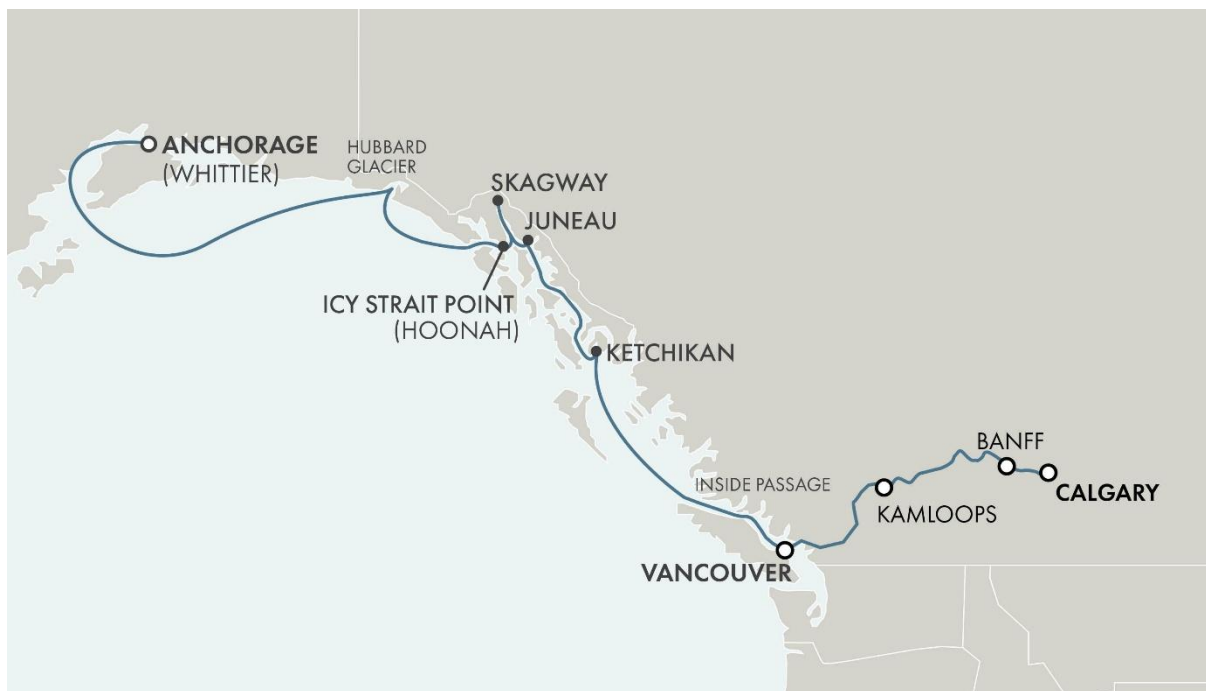 ANCHORAGE
(WHITTIER)
HUBBARD
GLACIER
SKAGWAY
JUNEAU
ICY STRAIT POINT
(HOONAH)
KETCHIKAN
INSIDE PASSAGE
BANFF
CALGARY
KAMLOOPS
VANCOUVER